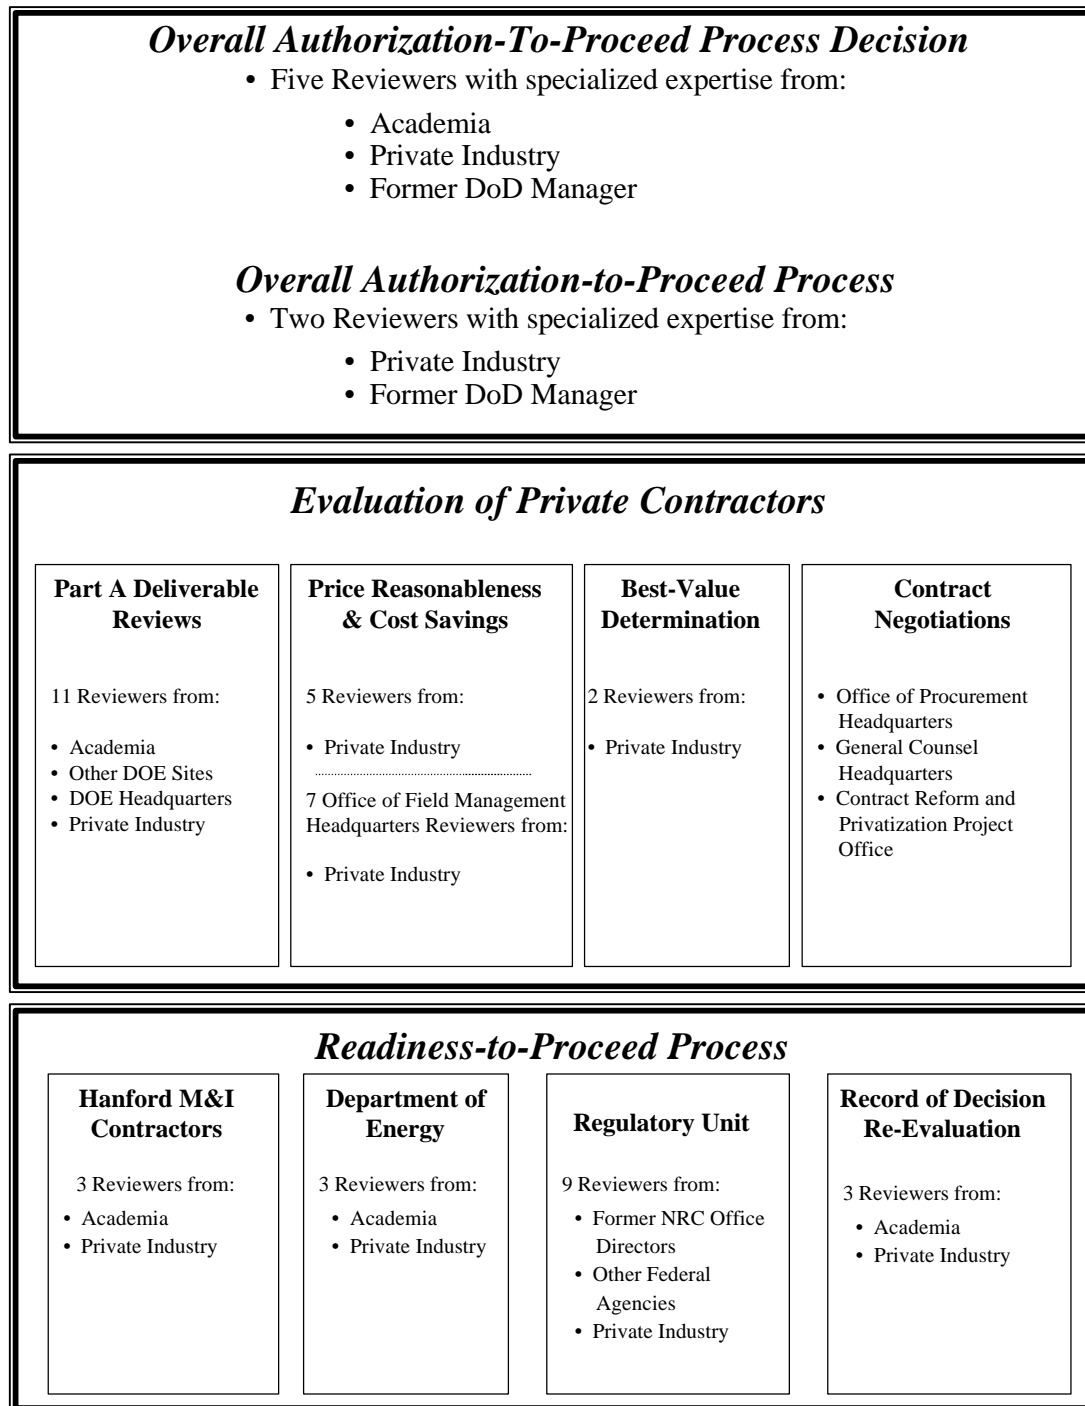 Overall Authorization-To-Proceed Process Decision
• Five Reviewers with specialized expertise from:
• Academia
• Private Industry
• Former DoD Manager
Overall Authorization-to-Proceed Process
• Two Reviewers with specialized expertise from:
• Private Industry
• Former DoD Manager
Evaluation of Private Contractors
Part A Deliverable
Reviews
11 Reviewers from:
• Academia
• Other DOE Sites
• DOE Headquarters
• Private Industry
Price Reasonableness
& Cost Savings
5 Reviewers from:
• Private Industry
7 Office of Field Management
Headquarters Reviewers from:
• Private Industry
Best-Value
Determination
2 Reviewers from:
• Private Industry
Contract
Negotiations
• Office of Procurement
Headquarters
• General Counsel
Headquarters
• Contract Reform and
Privatization Project
Office
Readiness-to-Proceed Process
Hanford M&I
Contractors
3 Reviewers from:
• Academia
• Private Industry
Department of
Energy
3 Reviewers from:
• Academia
• Private Industry
Regulatory Unit
9 Reviewers from:
• Former NRC Office
Directors
• Other Federal
Agencies
• Private Industry
Record of Decision
Re-Evaluation
3 Reviewers from:
• Academia
• Private Industry